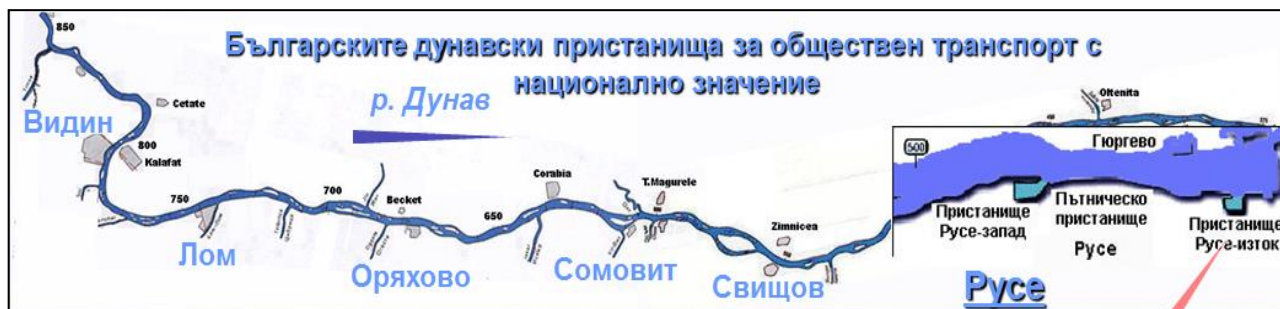 Българските дунавски пристанища за обществен транспорт с
национално значение
850
р. Дунав
Cetate
Oltenita
Видин
800
Kalafat
500
Гюргево
750
700
Becket
650
Corabia
T.Magurele
Zimnicea
Пристанище
Русе-запад
Пътническо
пристанище
Русе
Пристанище
Русе-изток
Лом
Оряхово
Сомовит
Свищов
Русе